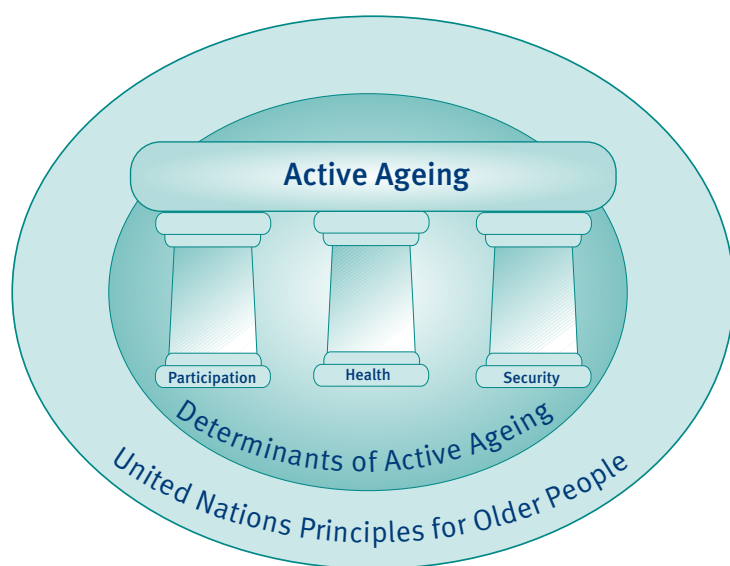 Active Ageing
Participation
Health
Security
Determinants of Active Ageing
United Nations Principles for Older People